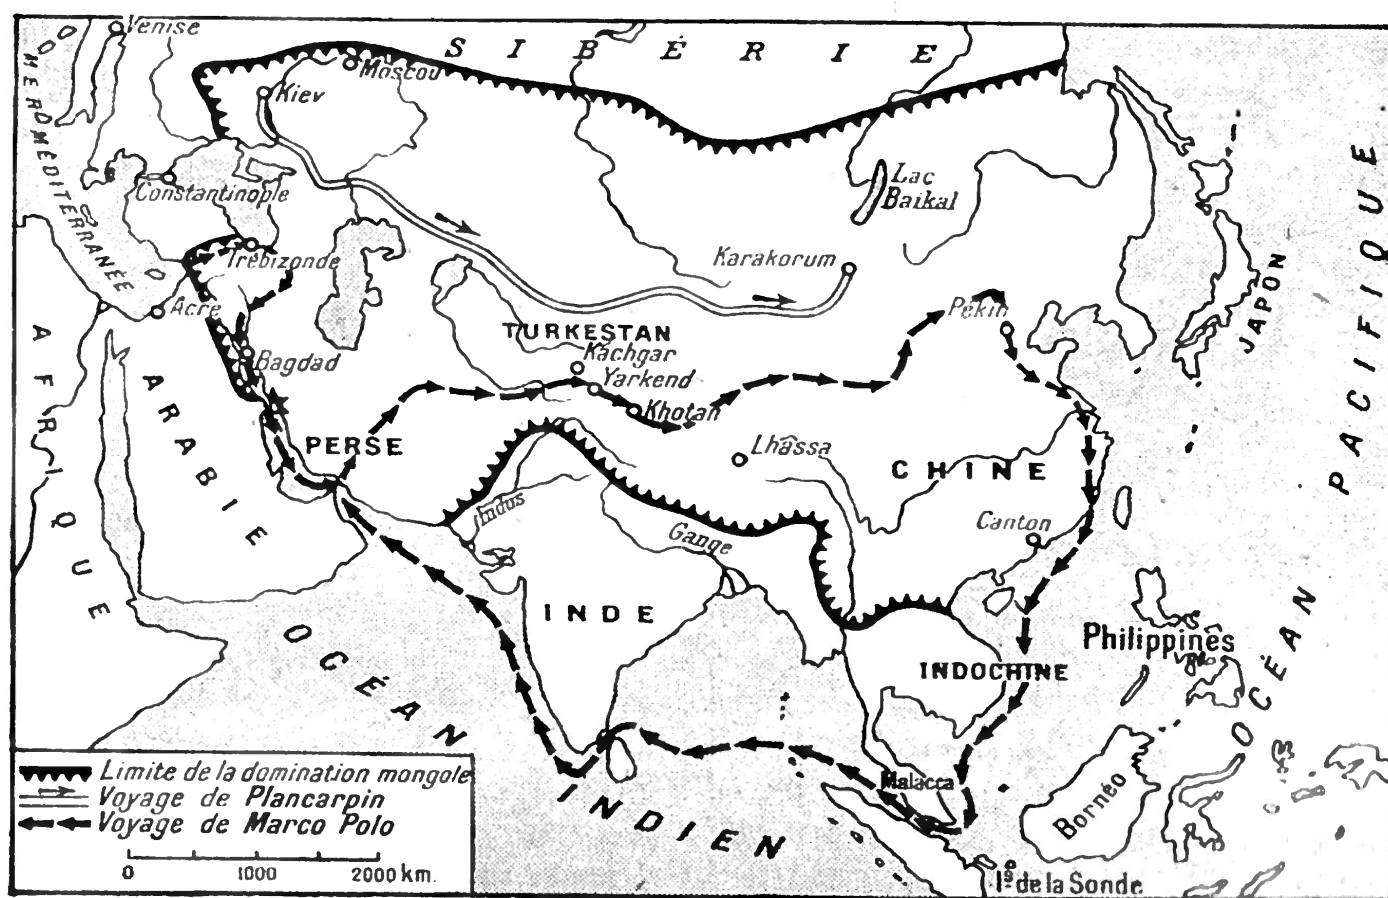 Venise
SIBÉRIE
Moscou
Kiev
MER MÉDITERRANÉE
Constantinople
Lac
Baikal
Trébizonde
Karakorum
Acre
TURKESTAN
Pékin
JAPON
Kachgar
Bagdad
Yarkend
Khotan
AFRIQUE
ARABIE
PERSE
Lhassa
CHINE
OCÉAN PACIFIQUE
Indus
Gange
Canton
INDE
Philippines
INDOCHINE
OCÉAN INDIEN
Malacca
Bornéo
Is de la Sonde
Limite de la domination mongole
Voyage de Plancarpin
Voyage de Marco Polo
0 1000 2000 km.